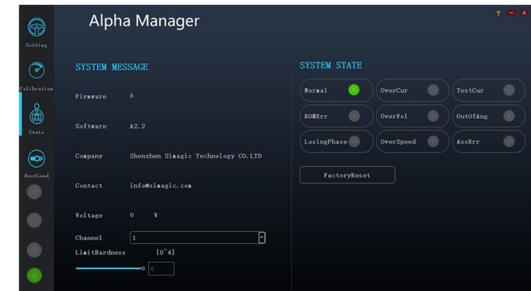 Alpha Manager
? - x
Setting
Calibration
State
BootLoad
SYSTEM MESSAGE
Firmware 0
Software A2.2
Company Shenzhen Simagic Technology CO.LTD
Contact info@simagic.com
Voltage 0 V
Channel 1
LimitHardness [0~4]
0
SYSTEM STATE
Normal OverCur TestCur
ROMErr OverVol OutOfAng
LosingPhase OverSpeed AssErr
FactoryReset